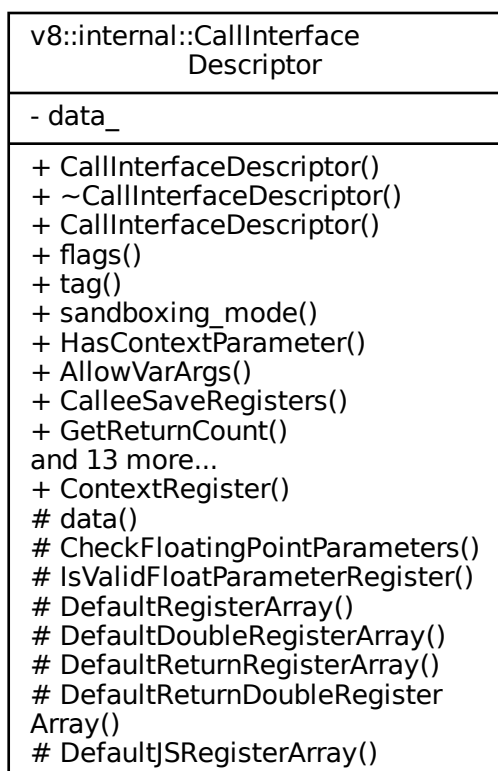 v8::internal::CallInterface
Descriptor
- data_
+ CallInterfaceDescriptor()
+ ~CallInterfaceDescriptor()
+ CallInterfaceDescriptor()
+ flags()
+ tag()
+ sandboxing_mode()
+ HasContextParameter()
+ AllowVarArgs()
+ CalleeSaveRegisters()
+ GetReturnCount()
and 13 more...
+ ContextRegister()
# data()
# CheckFloatingPointParameters()
# IsValidFloatParameterRegister()
# DefaultRegisterArray()
# DefaultDoubleRegisterArray()
# DefaultReturnRegisterArray()
# DefaultReturnDoubleRegister
Array()
# DefaultJSRegisterArray()